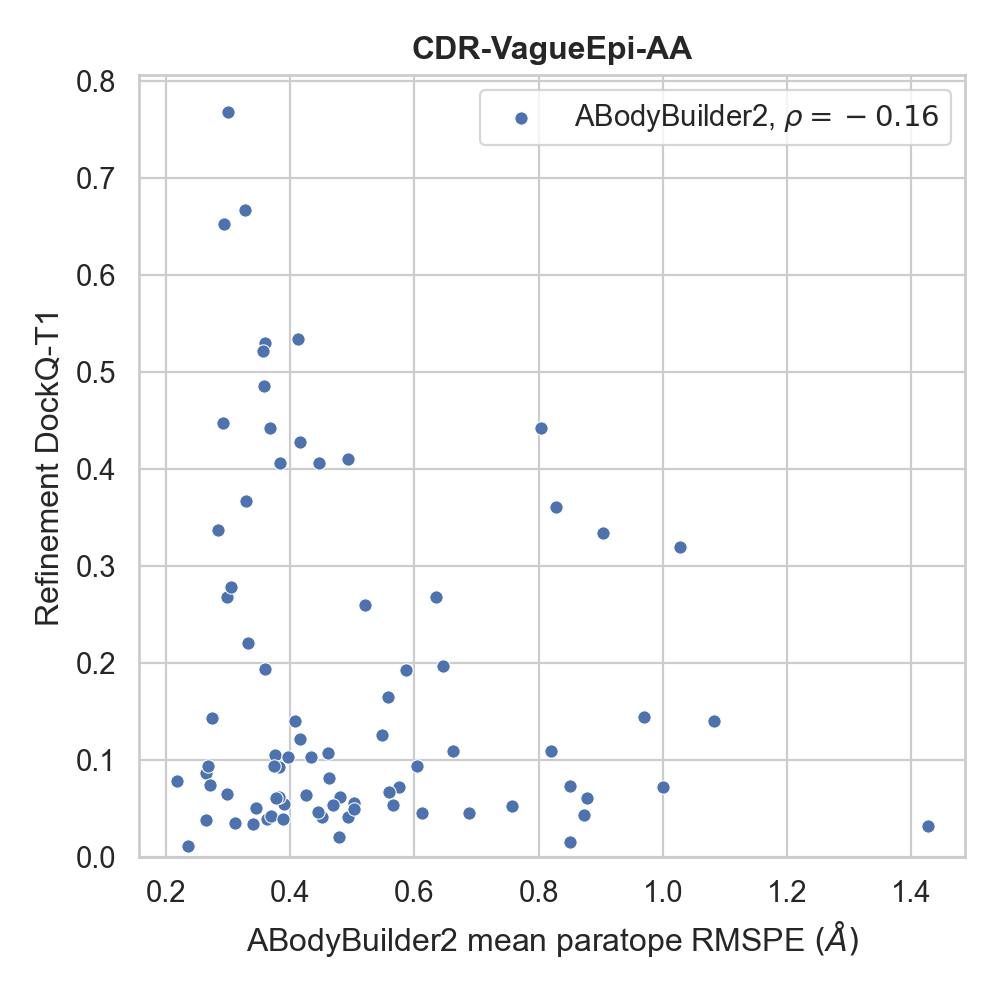 CDR-VagueEpi-AA
ABodyBuilder2, ρ = − 0.16
0.8
0.7
0.6
0.5
0.4
0.3
0.2
0.1
0.0
Refinement DockQ-T1
0.2 0.4 0.6 0.8 1.0 1.2 1.4
ABodyBuilder2 mean paratope RMSPE (Å)